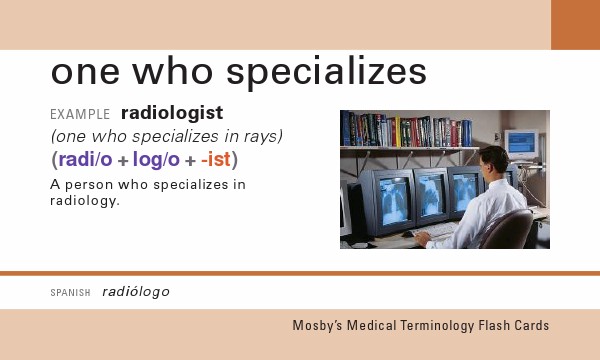 one who specializes
EXAMPLE radiologist
(one who specializes in rays)
(radi/o + log/o + -ist)
A person who specializes in
radiology.
SPANISH radiólogo
Mosby's Medical Terminology Flash Cards